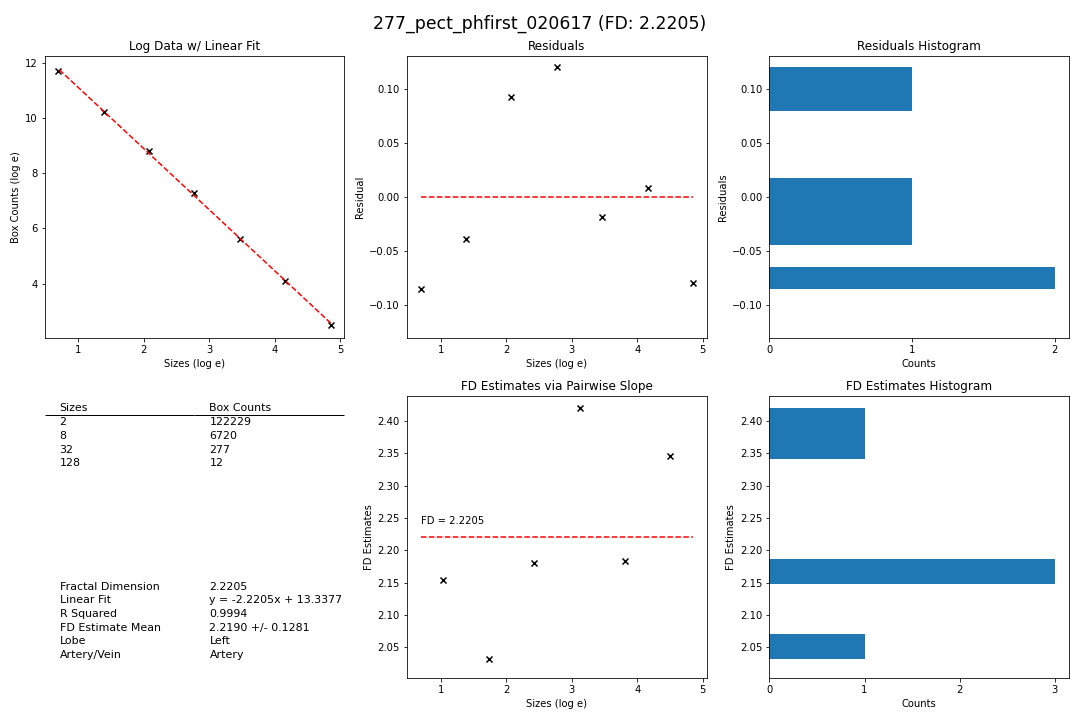 277_pect_phfirst_020617 (FD: 2.2205)
Log Data w/ Linear Fit
12
10
8
6
4
1 2 3 4 5
Box Counts (log e)
Sizes (log e)
Residuals
0.10
0.05
0.00
−0.05
−0.10
1 2 3 4 5
Residual
Sizes (log e)
Residuals Histogram
0.10
0.05
0.00
−0.05
−0.10
0 1 2
Residuals
Counts
Sizes Box Counts
2 122229
8 6720
32 277
128 12
Fractal Dimension 2.2205
Linear Fit y = -2.2205x + 13.3377
R Squared 0.9994
FD Estimate Mean 2.2190 +/- 0.1281
Lobe Left
Artery/Vein Artery
FD Estimates via Pairwise Slope
2.40
2.35
2.30
2.25
2.20
2.15
2.10
2.05
FD = 2.2205
1 2 3 4 5
FD Estimates
Sizes (log e)
FD Estimates Histogram
2.40
2.35
2.30
2.25
2.20
2.15
2.10
2.05
0 1 2 3
FD Estimates
Counts